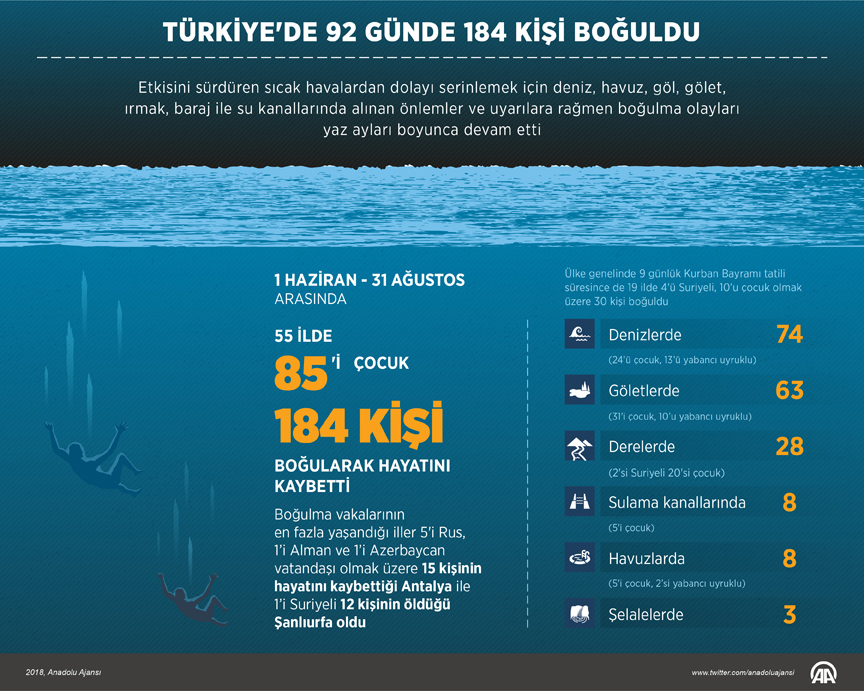 TÜRKİYE'DE 92 GÜNDE 184 KİŞİ BOĞULDU
Etkisini sürdüren sıcak havalardan dolayı serinlemek için deniz, havuz, göl, gölet,
ırmak, baraj ile su kanallarında alınan önlemler ve uyarılara rağmen boğulma olayları
yaz ayları boyunca devam etti
1 HAZİRAN - 31 AĞUSTOS
ARASINDA
55 İLDE
85'İ ÇOCUK
184 KİŞİ
BOĞULARAK HAYATINI
KAYBETTİ
Boğulma vakalarının
en fazla yaşandığı iller 5'i Rus,
1'i Alman ve 1'i Azerbaycan
vatandaşı olmak üzere 15 kişinin
hayatını kaybettiği Antalya ile
1'i Suriyeli 12 kişinin öldüğü
Şanlıurfa oldu
Ülke genelinde 9 günlük Kurban Bayramı tatili
süresince de 19 ilde 4'ü Suriyeli, 10'u çocuk olmak
üzere 30 kişi boğuldu
Denizlerde 74
(24'ü çocuk, 13'ü yabancı uyruklu)
Göletlerde 63
(31'i çocuk, 10'u yabancı uyruklu)
Derelerde 28
(2'si Suriyeli 20'si çocuk)
Sulama kanallarında 8
(5'i çocuk)
Havuzlarda 8
(5'i çocuk, 2'si yabancı uyruklu)
Şelalelerde 3
2018, Anadolu Ajansı
www.twitter.com/anadoluajansi
AA